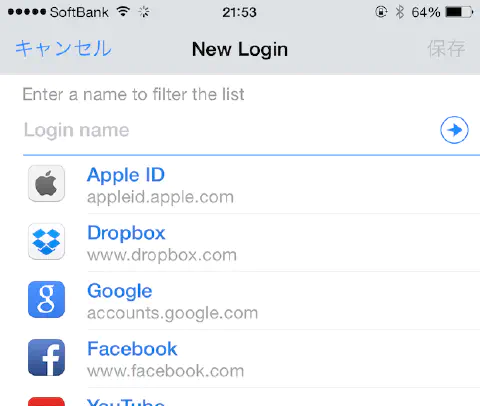 SoftBank 21:53 64%
キャンセル New Login 保存
Enter a name to filter the list
Login name
Apple ID
appleid.apple.com
Dropbox
www.dropbox.com
Google
accounts.google.com
Facebook
www.facebook.com
YouTube